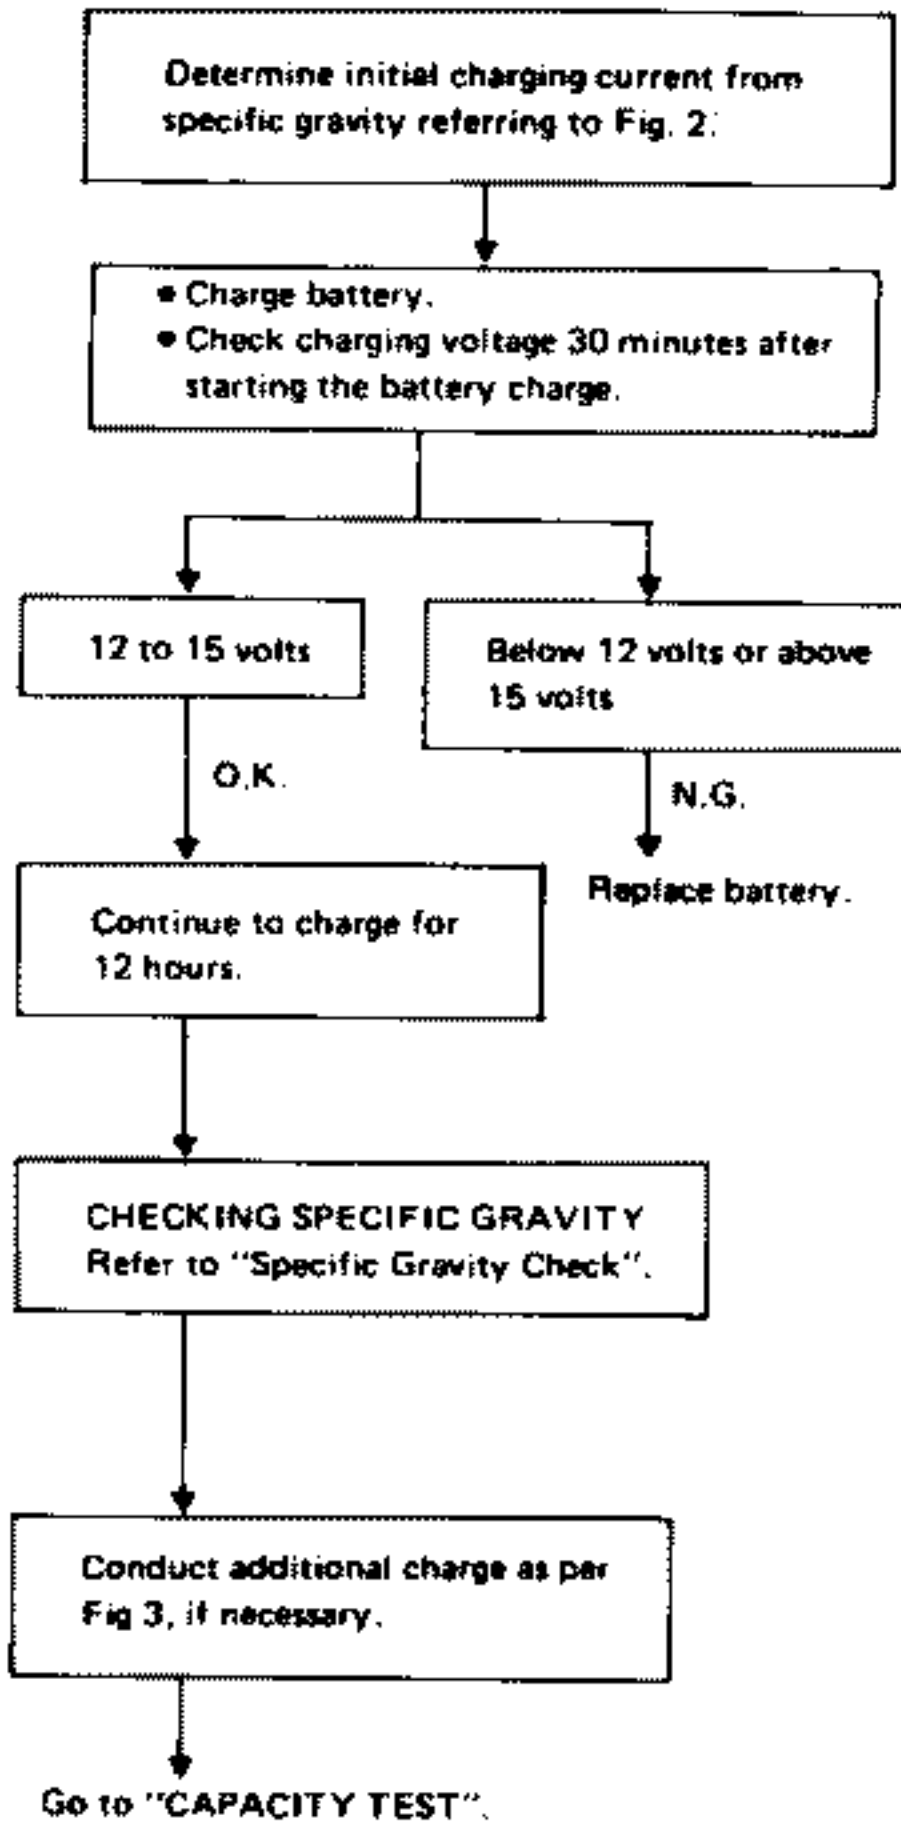 Determine initial charging current from
specific gravity referring to Fig. 2.
• Charge battery.
• Check charging voltage 30 minutes after
starting the battery charge.
12 to 15 volts
Below 12 volts or above
15 volts
O.K.
N.G.
Replace battery.
Continue to charge for
12 hours.
CHECKING SPECIFIC GRAVITY
Refer to "Specific Gravity Check".
Conduct additional charge as per
Fig 3, if necessary.
Go to "CAPACITY TEST".